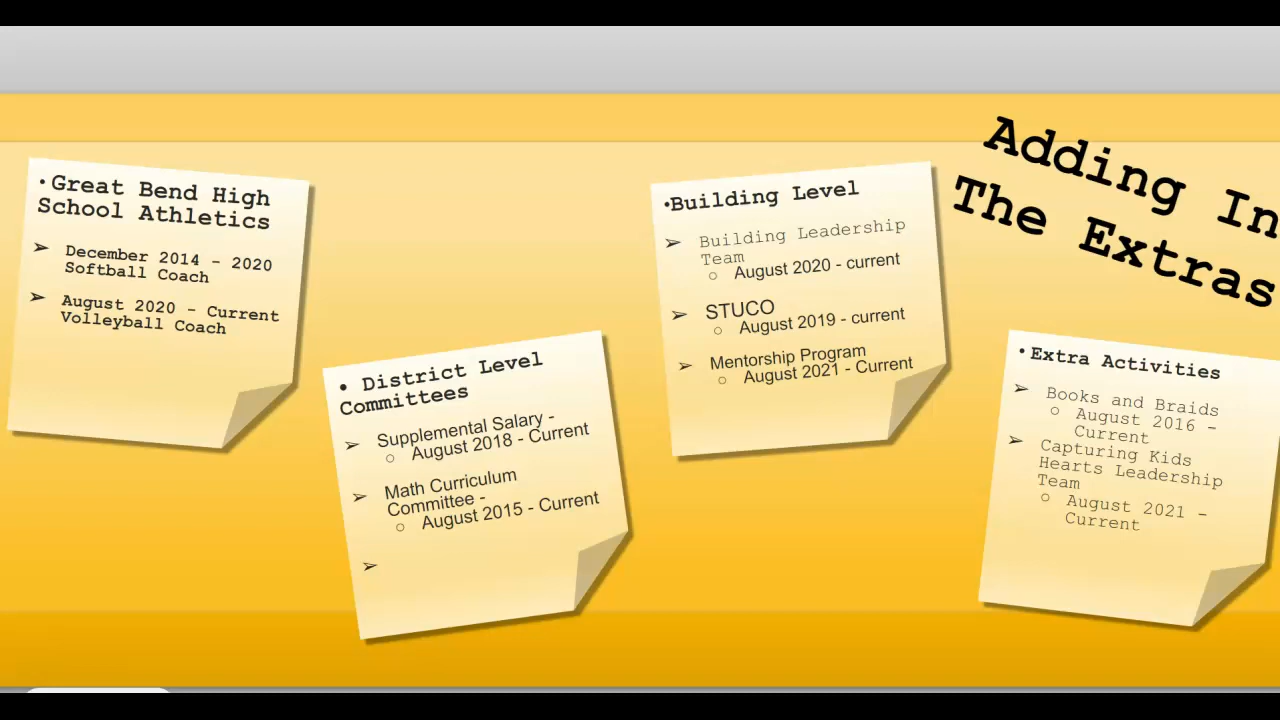 Adding In
The Extras
•Great Bend High
School Athletics
➢ December 2014 - 2020
Softball Coach
➢ August 2020 - Current
Volleyball Coach
• District Level
Committees
➢ Supplemental Salary -
○ August 2018 - Current
➢ Math Curriculum
Committee -
○ August 2015 - Current
➢
•Building Level
➢ Building Leadership
Team
○ August 2020 - current
➢ STUCO
○ August 2019 - current
➢ Mentorship Program
○ August 2021 - Current
•Extra Activities
➢ Books and Braids
○ August 2016 -
Current
➢ Capturing Kids
Hearts Leadership
Team
○ August 2021 -
Current